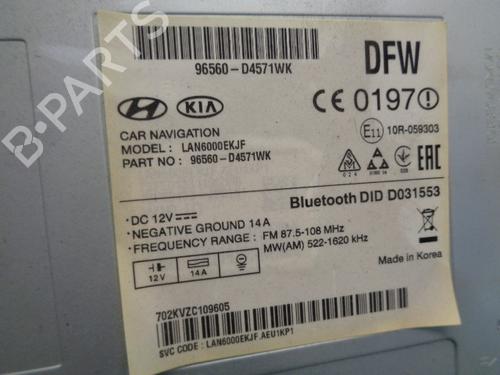 96560-D4571WK
DFW
KIA
CE 0197
E11 10R-059303
CAR NAVIGATION
MODEL : LAN6000EKJF
PART NO : 96560-D4571WK
024
EAC
Bluetooth DID D031553
· DC 12V
· NEGATIVE GROUND 14 A
· FREQUENCY RANGE : FM 87.5-108 MHz
MW(AM) 522-1620 kHz
12V
14A
Made in Korea
702KVZC109605
SVC CODE : LAN6000EKJF.AEU1KP1
B-PARTS